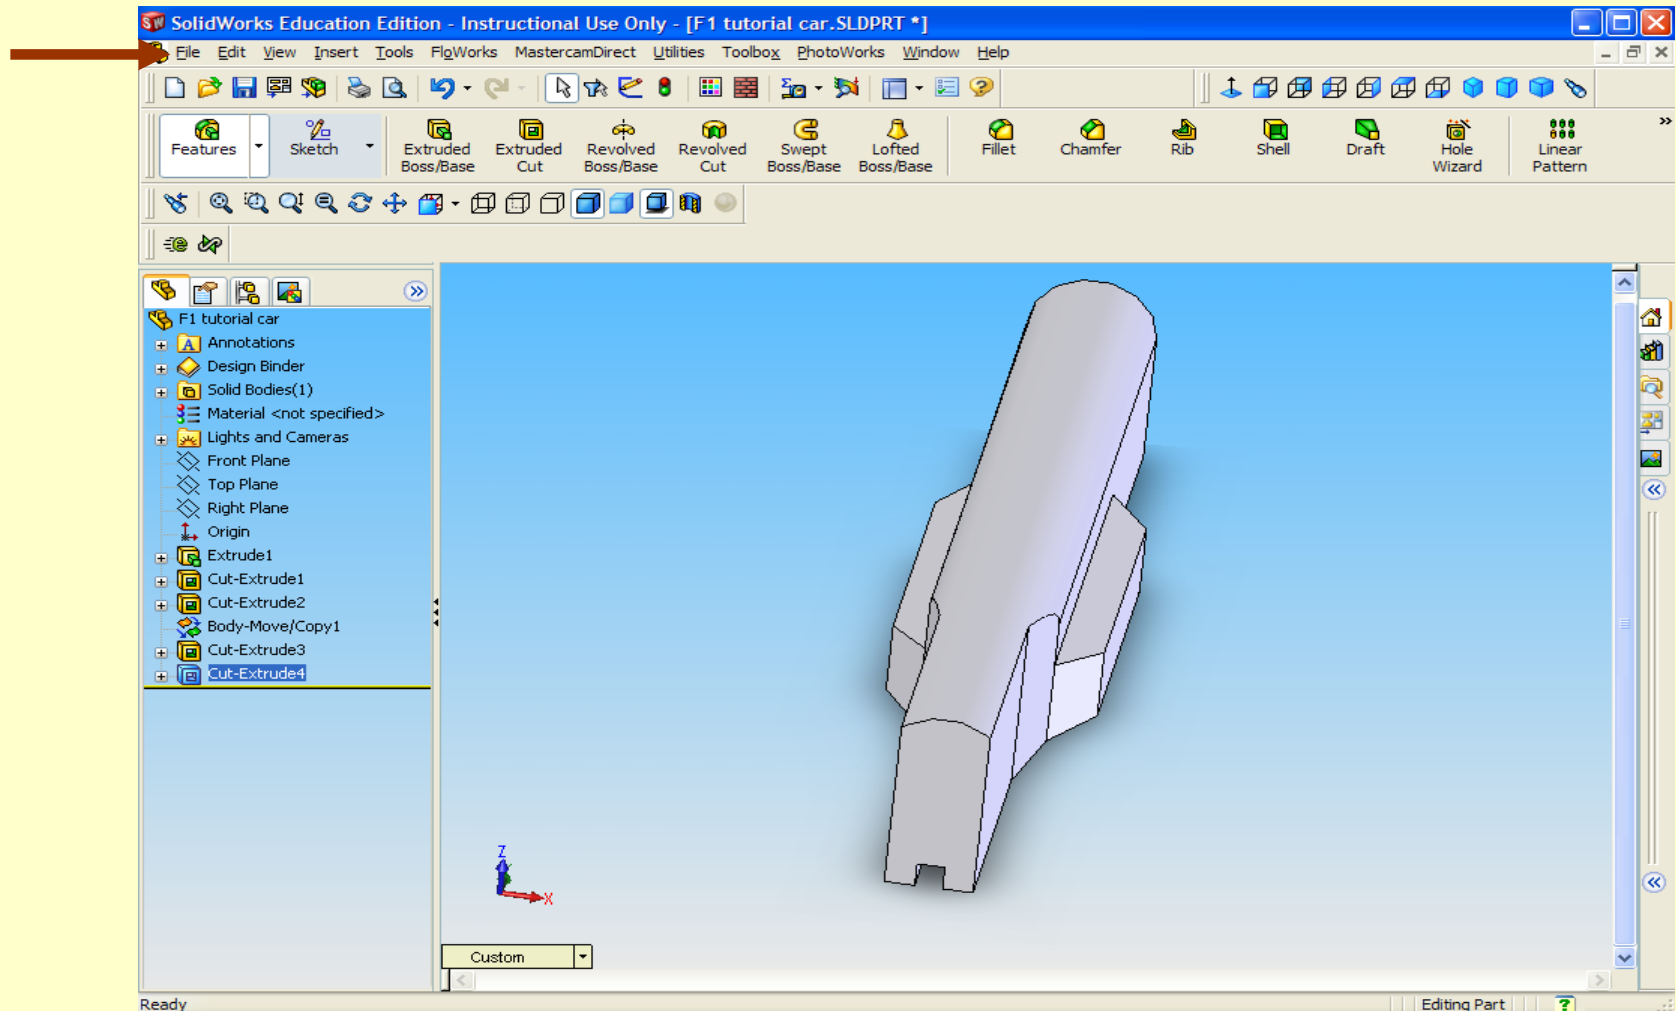 SolidWorks Education Edition - Instructional Use Only - [F1 tutorial car.SLDPRT *]
File Edit View Insert Tools FloWorks MastercamDirect Utilities Toolbox PhotoWorks Window Help
Features Sketch Extruded Boss/Base Extruded Cut Revolved Boss/Base Revolved Cut Swept Boss/Base Lofted Boss/Base Fillet Chamfer Rib Shell Draft Hole Wizard Linear Pattern
F1 tutorial car
Annotations
Design Binder
Solid Bodies(1)
Material <not specified>
Lights and Cameras
Front Plane
Top Plane
Right Plane
Origin
Extrude1
Cut-Extrude1
Cut-Extrude2
Body-Move/Copy1
Cut-Extrude3
Cut-Extrude4
Z
X
Custom
Ready
Editing Part